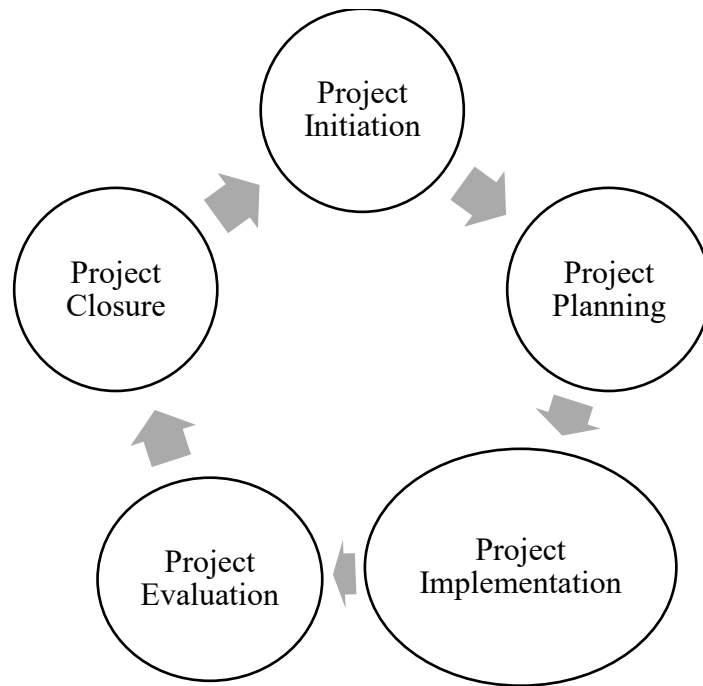 Project
Initiation
Project
Planning
Project
Implementation
Project
Evaluation
Project
Closure